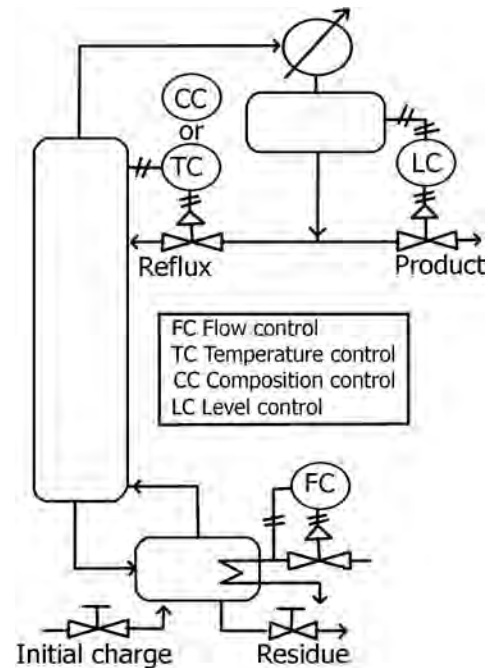 CC
or
TC
LC
Reflux
Product
FC Flow control
TC Temperature control
CC Composition control
LC Level control
FC
Initial charge
Residue